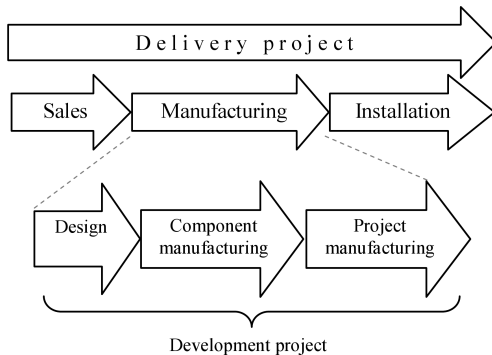 Delivery project
Sales Manufacturing Installation
Design Component manufacturing Project manufacturing
Development project